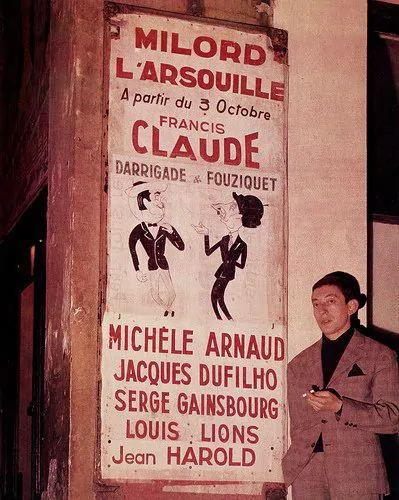 MILORD
L'ARSOUILLE
A partir du 3 Octobre
FRANCIS
CLAUDE
DARRIGADE & FOUZIQUET
MICHÈLE ARNAUD
JACQUES DUFILHO
SERGE GAINSBOURG
LOUIS LIONS
Jean HAROLD